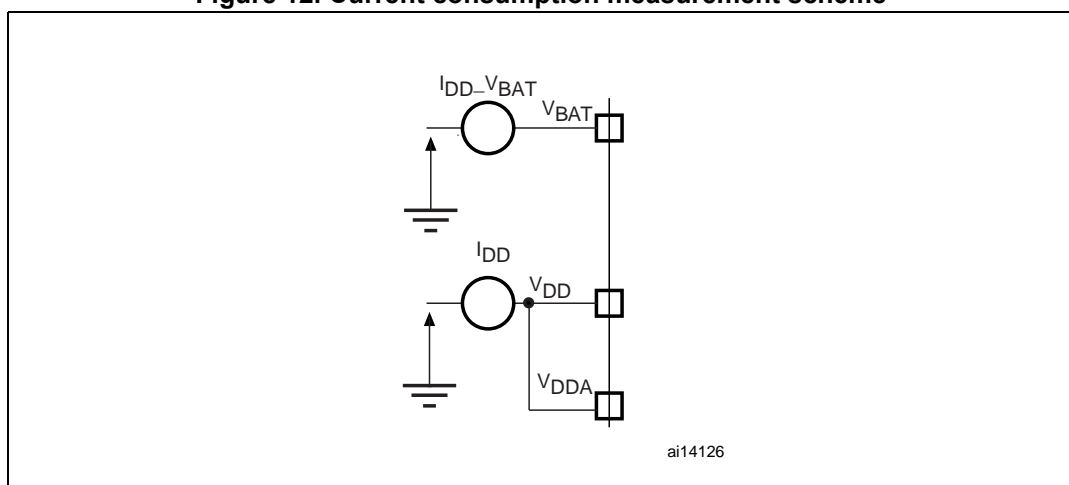 Figure 12. Current consumption measurement scheme
IDD_VBAT
VBAT
IDD
VDD
VDDA
ai14126